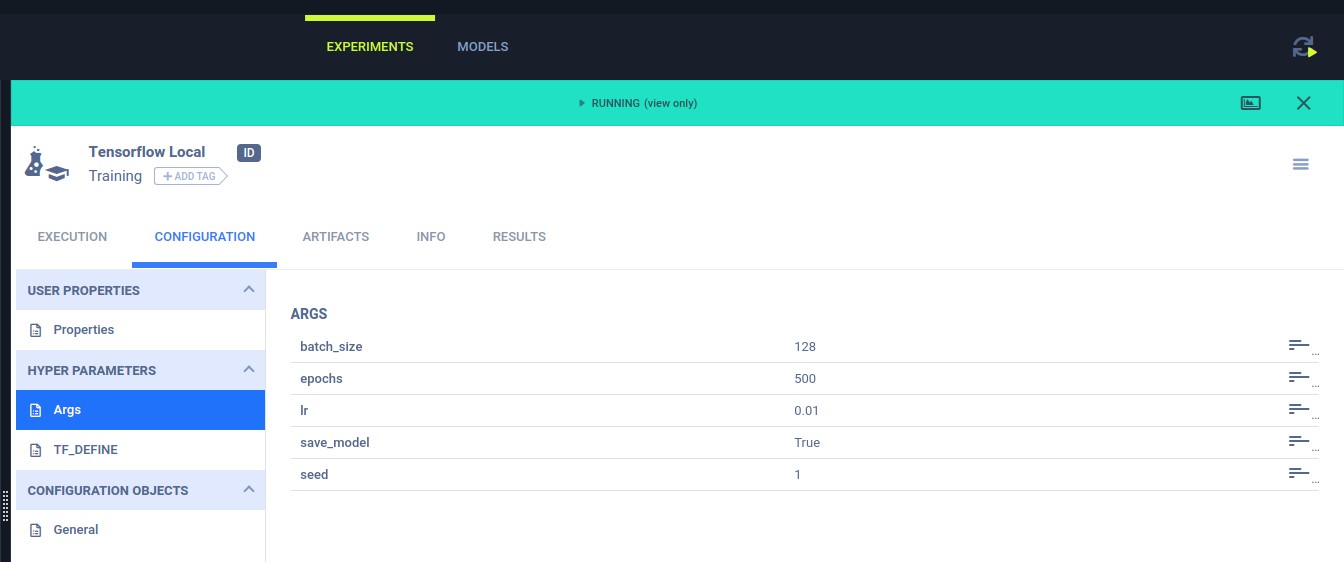 EXPERIMENTS MODELS
RUNNING (view only)
Tensorflow Local ID
Training + ADD TAG
EXECUTION CONFIGURATION ARTIFACTS INFO RESULTS
USER PROPERTIES
Properties
HYPER PARAMETERS
Args
TF_DEFINE
CONFIGURATION OBJECTS
General
ARGS
batch_size 128 ...
epochs 500 ...
lr 0.01 ...
save_model True ...
seed 1 ...